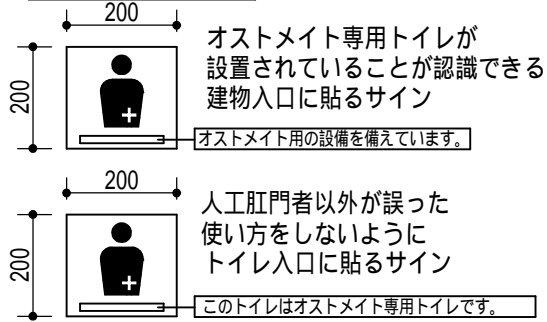 200
200
オストメイト専用トイレが
設置されていることが認識できる
建物入口に貼るサイン
オストメイト用の設備を備えています。
200
200
人工肛門者以外が誤った
使い方をしないように
トイレ入口に貼るサイン
このトイレはオストメイト専用トイレです。